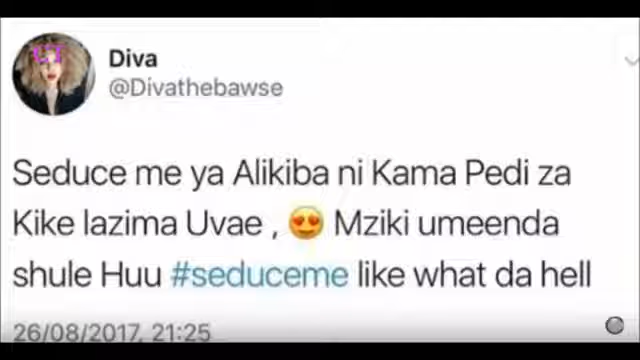 Diva
@Divathebawse
Seduce me ya Alikiba ni Kama Pedi za
Kike lazima Uvae , 😍 Mziki umeenda
shule Huu #seduceme like what da hell
26/08/2017, 21:25